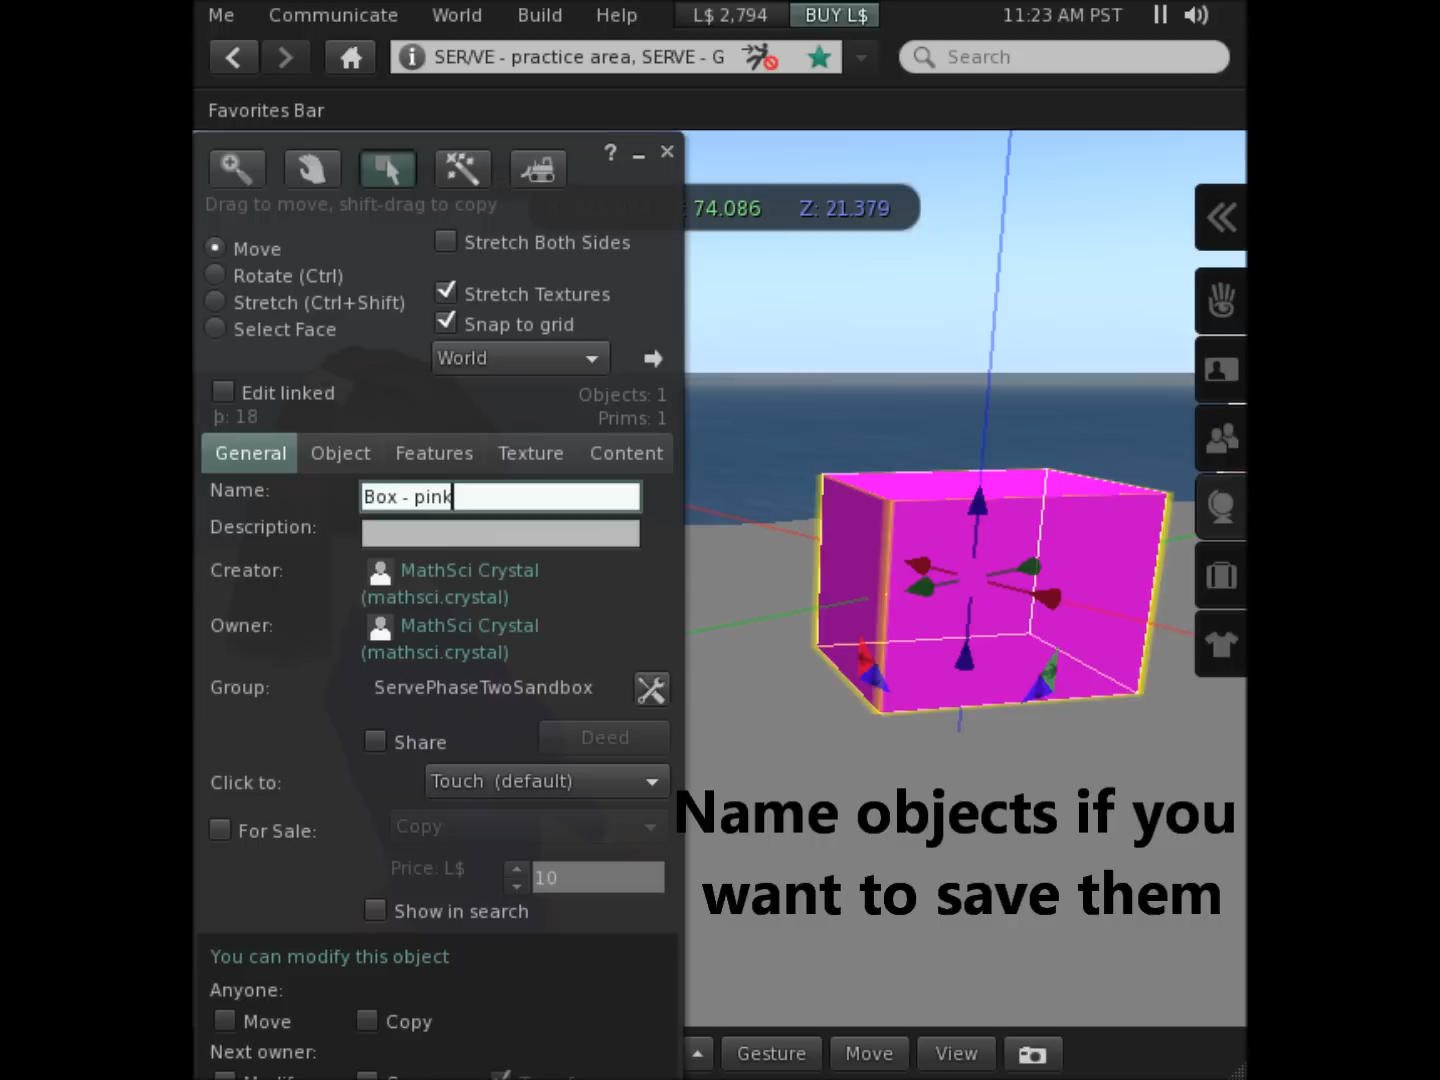 Me Communicate World Build Help L$ 2,794 BUY L$ 11:23 AM PST
SER/VE - practice area, SERVE - G Search
Favorites Bar
Drag to move, shift-drag to copy
74.086 Z: 21.379
Move
Stretch Both Sides
Rotate (Ctrl)
Stretch Textures
Stretch (Ctrl+Shift)
Snap to grid
Select Face
World
Edit linked
Objects: 1
þ: 18
Prims: 1
General Object Features Texture Content
Name: Box - pink
Description:
Creator: MathSci Crystal
(mathsci.crystal)
Owner: MathSci Crystal
(mathsci.crystal)
Group: ServePhaseTwoSandbox
Share Deed
Click to: Touch (default)
For Sale: Copy
Price: L$ 10
Show in search
Name objects if you
want to save them
You can modify this object
Anyone:
Move Copy
Next owner:
Gesture Move View